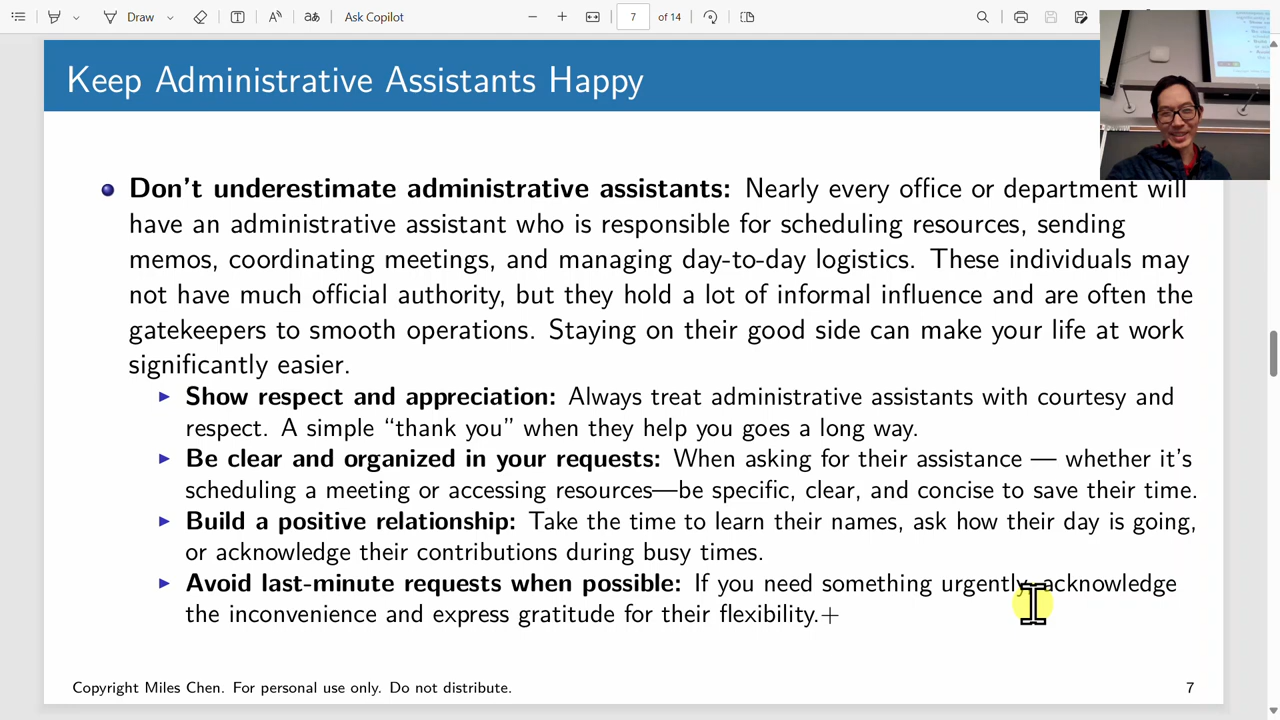 Draw
Ask Copilot
7
of 14
Keep Administrative Assistants Happy
Don't underestimate administrative assistants: Nearly every office or department will
have an administrative assistant who is responsible for scheduling resources, sending
memos, coordinating meetings, and managing day-to-day logistics. These individuals may
not have much official authority, but they hold a lot of informal influence and are often the
gatekeepers to smooth operations. Staying on their good side can make your life at work
significantly easier.
Show respect and appreciation: Always treat administrative assistants with courtesy and
respect. A simple “thank you” when they help you goes a long way.
Be clear and organized in your requests: When asking for their assistance — whether it's
scheduling a meeting or accessing resources—be specific, clear, and concise to save their time.
Build a positive relationship: Take the time to learn their names, ask how their day is going,
or acknowledge their contributions during busy times.
Avoid last-minute requests when possible: If you need something urgently, acknowledge
the inconvenience and express gratitude for their flexibility.+
Copyright Miles Chen. For personal use only. Do not distribute.
7